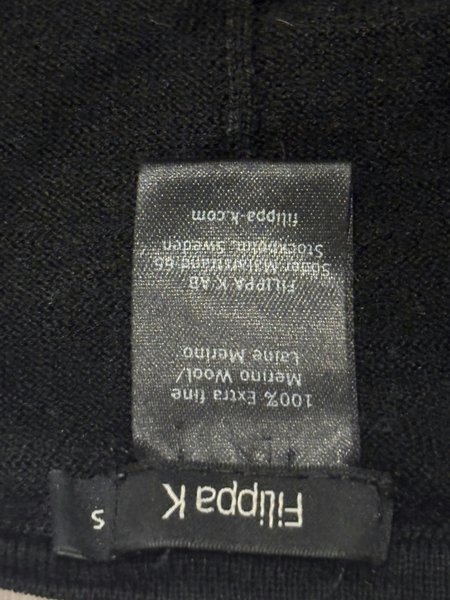 Filippa K
S
100% Extra fine
Merino Wool/
Laine Merino
FILIPPA K AB
Söder Mälarstrand 65
Stockholm, Sweden
filippa-k.com